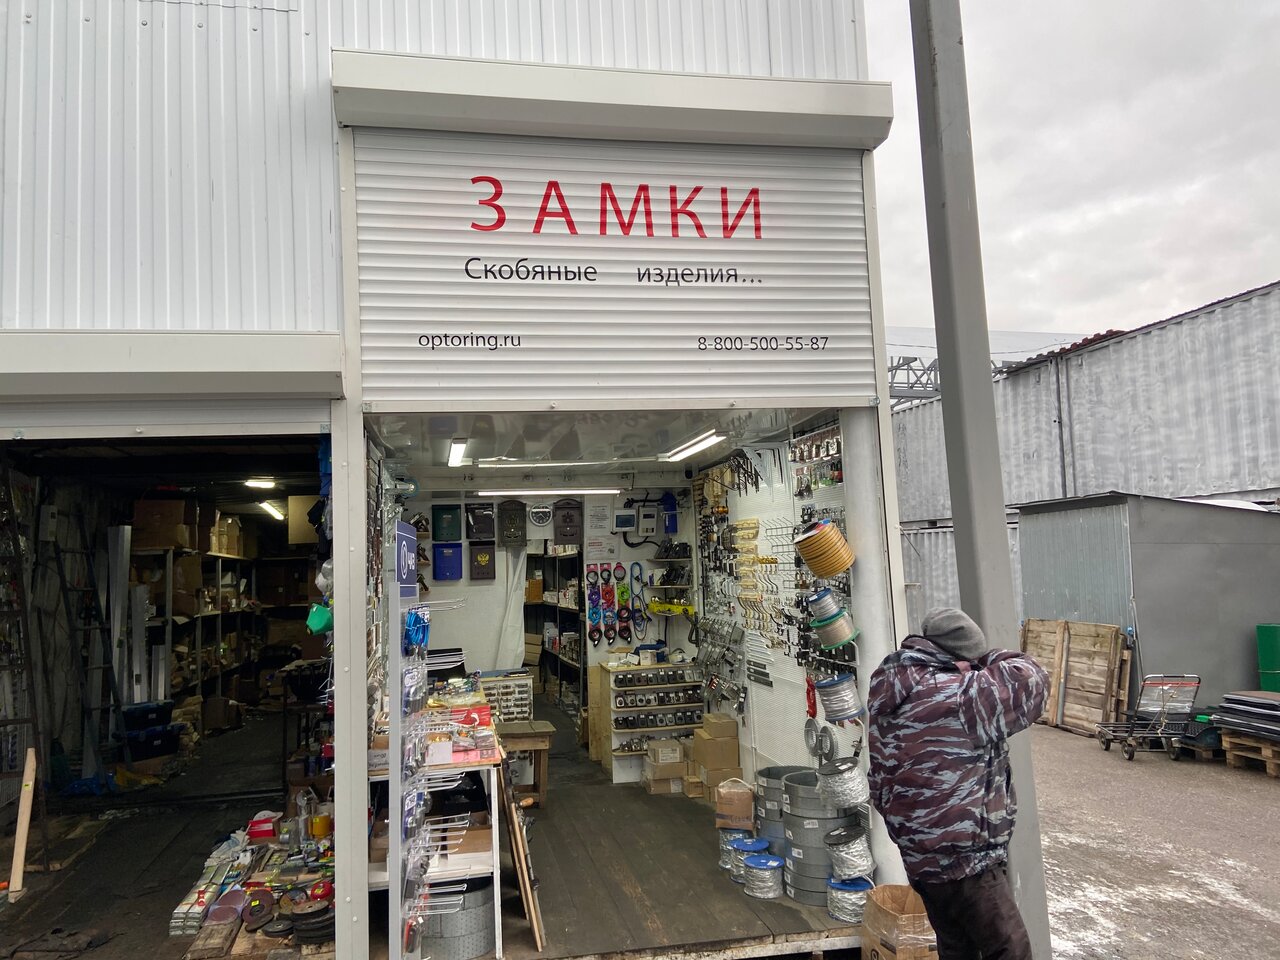 ЗАМКИ
Скобяные изделия...
optoring.ru 8-800-500-55-87